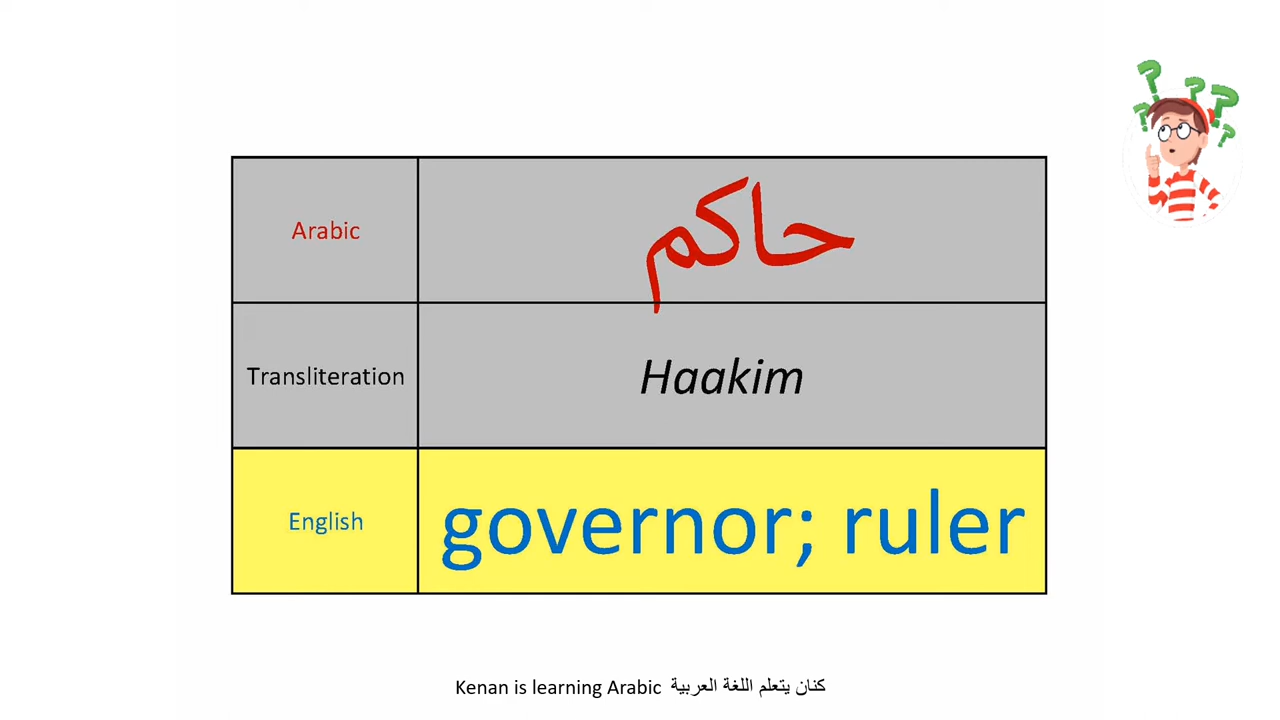 Arabic حاكم
Transliteration Haakim
English governor; ruler
Kenan is learning Arabic كنان يتعلم اللغة العربية